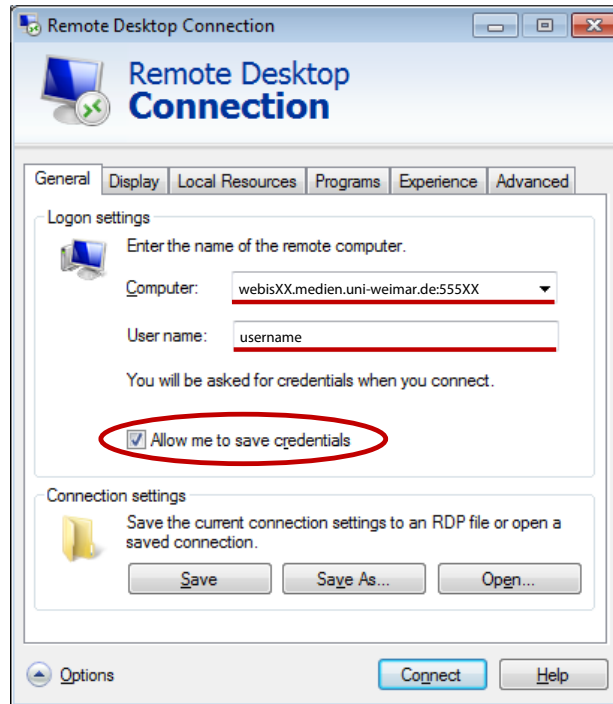 Remote Desktop Connection
Remote Desktop
Connection
General Display Local Resources Programs Experience Advanced
Logon settings
Enter the name of the remote computer.
Computer: webisXX.medien.uni-weimar.de:555XX
User name: username
You will be asked for credentials when you connect.
Allow me to save credentials
Connection settings
Save the current connection settings to an RDP file or open a
saved connection.
Save Save As... Open...
Options Connect Help